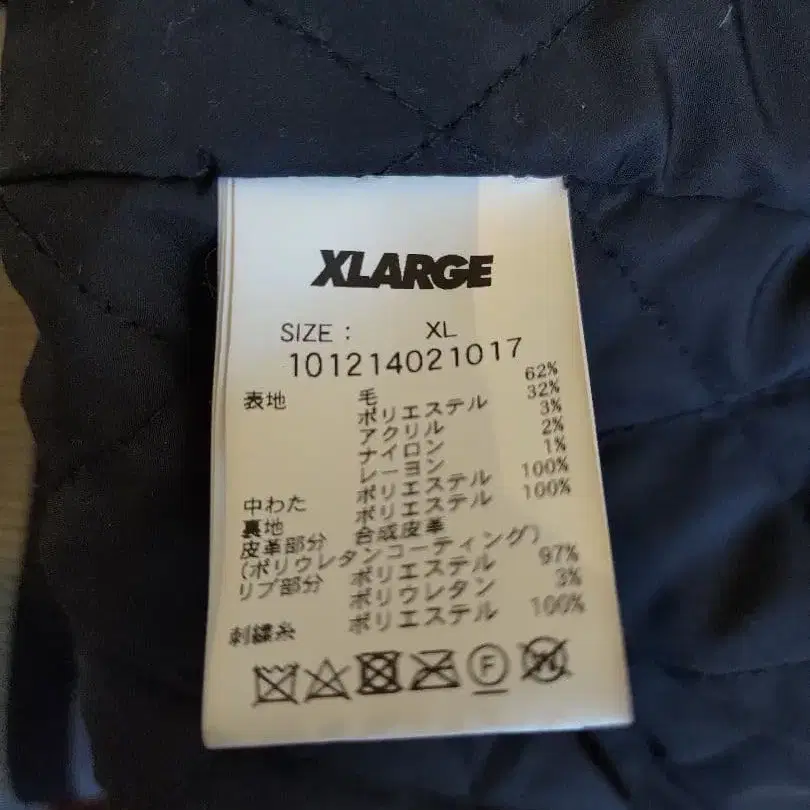 XLARGE
SIZE : XL
101214021017
表地 毛 62%
ポリエステル 32%
アクリル 3%
ナイロン 2%
レーヨン 1%
中わた ポリエステル 100%
裏地 ポリエステル 100%
皮革部分 合成皮革
(ポリウレタンコーティング)
リブ部分 ポリエステル 97%
ポリウレタン 3%
刺繍糸 ポリエステル 100%
F W